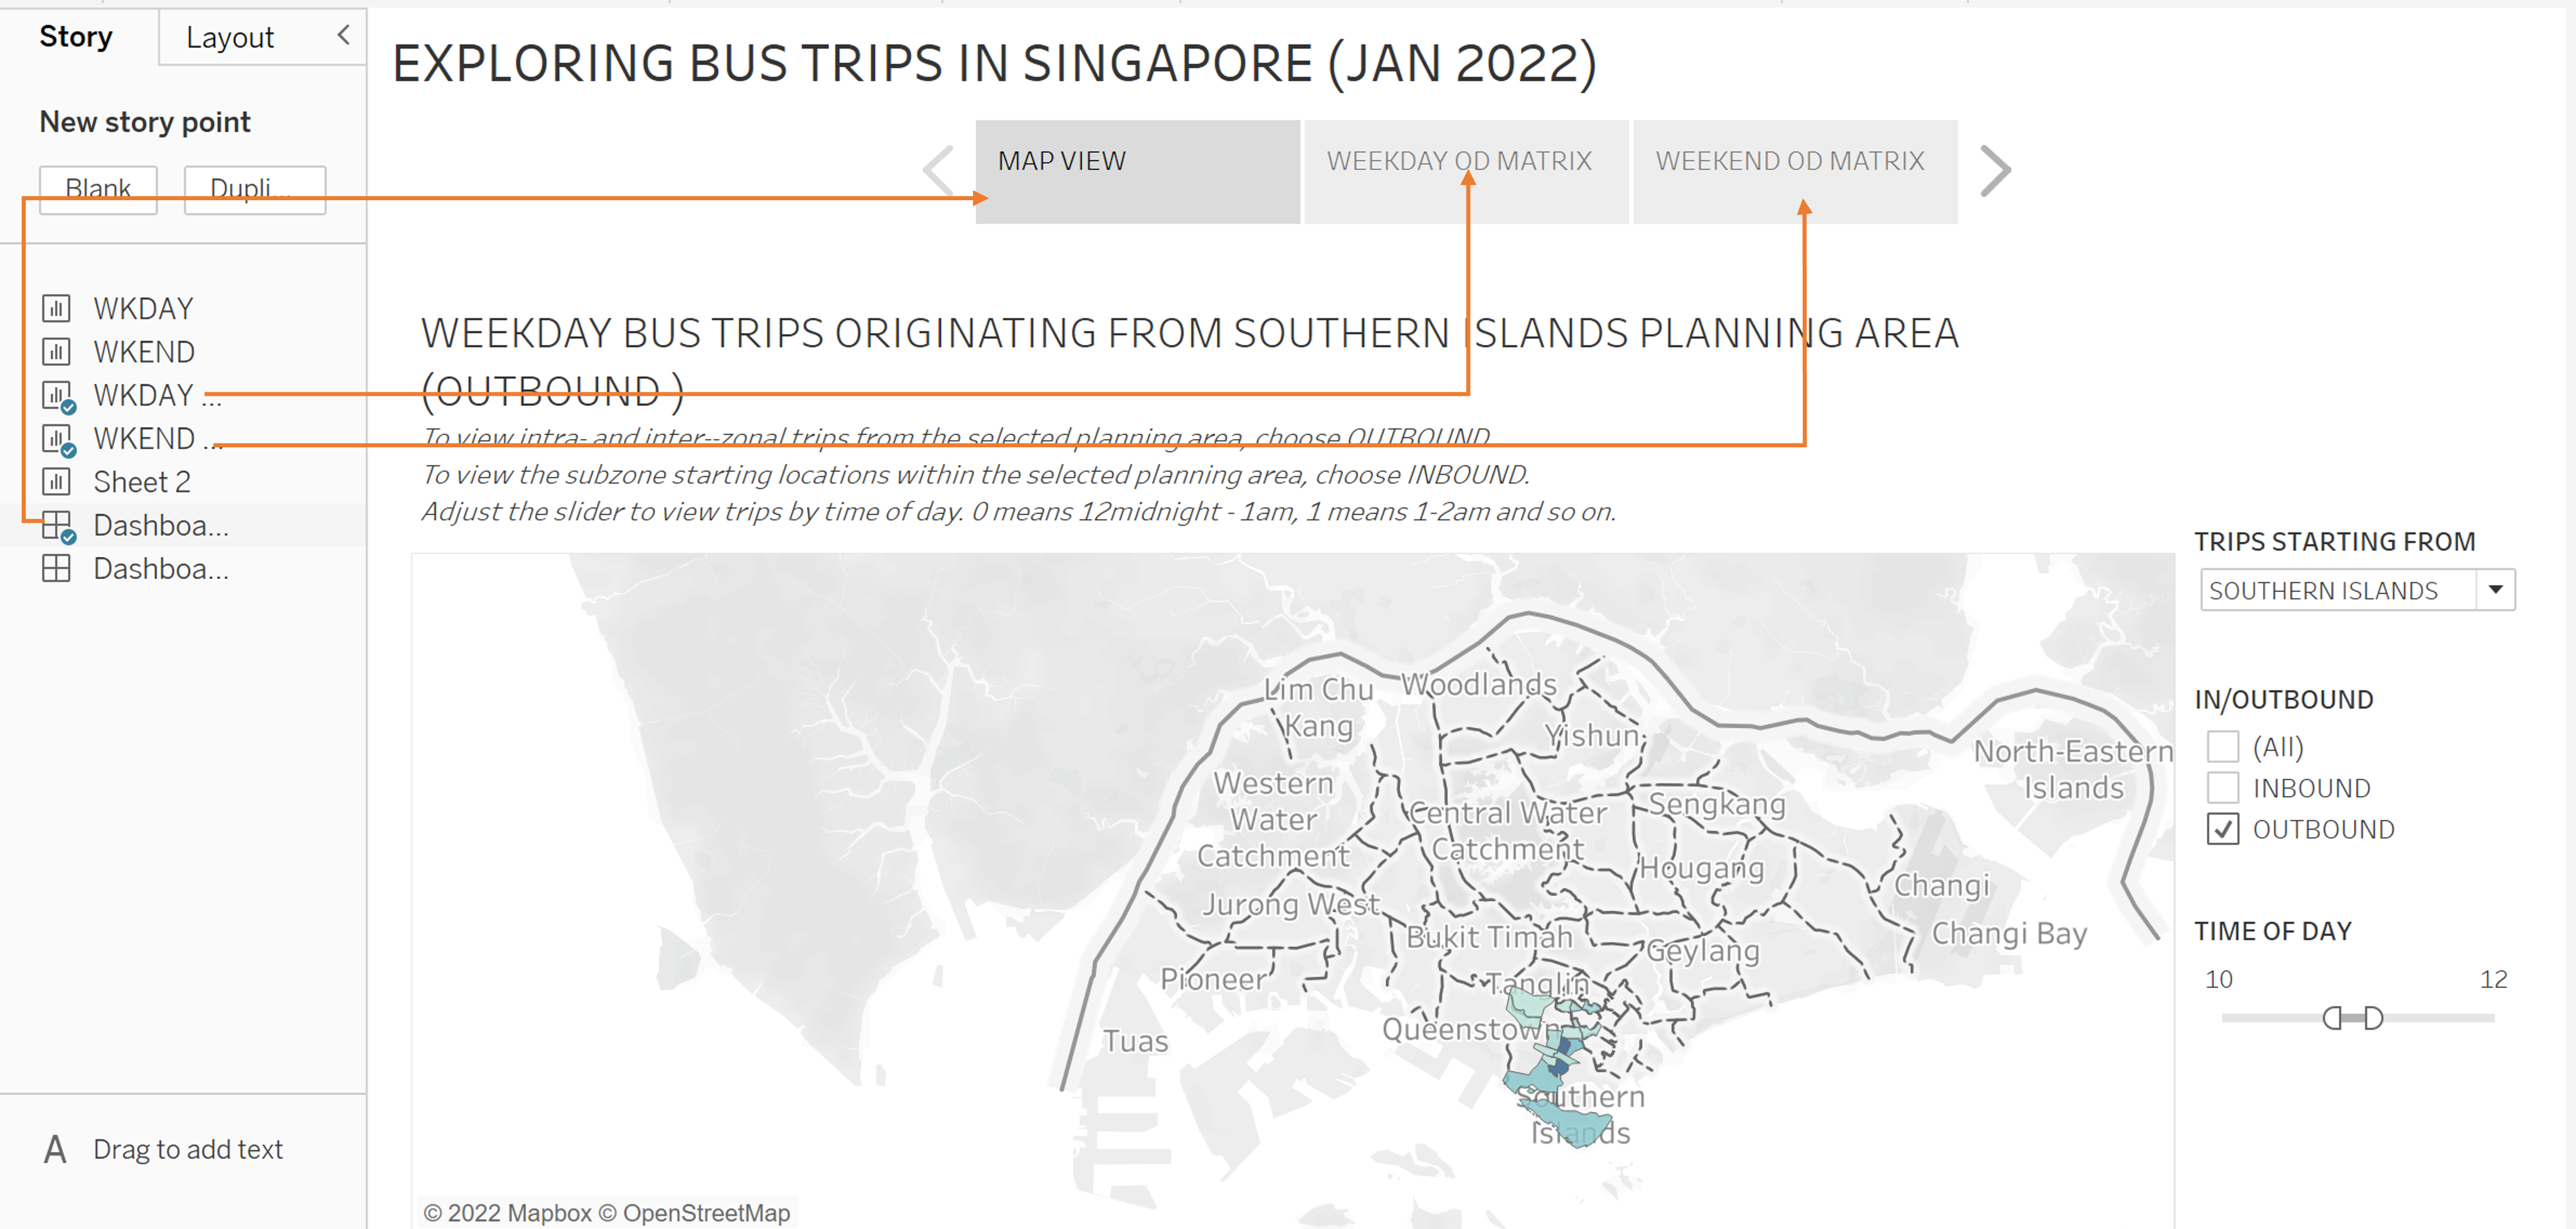 Story
Layout
EXPLORING BUS TRIPS IN SINGAPORE (JAN 2022)
New story point
Blank
Dupli...
MAP VIEW
WEEKDAY OD MATRIX
WEEKEND OD MATRIX
WKDAY
WKEND
WKDAY ...
WKEND ...
Sheet 2
Dashboa...
Dashboa...
A Drag to add text
WEEKDAY BUS TRIPS ORIGINATING FROM SOUTHERN ISLANDS PLANNING AREA
(OUTBOUND )
To view intra- and inter--zonal trips from the selected planning area, choose OUTBOUND.
To view the subzone starting locations within the selected planning area, choose INBOUND.
Adjust the slider to view trips by time of day. 0 means 12midnight - 1am, 1 means 1-2am and so on.
Lim Chu
Kang
Woodlands
Yishun
North-Eastern
Islands
Western
Water
Catchment
Central Water
Catchment
Sengkang
Hougang
Changi
Jurong West
Bukit Timah
Geylang
Changi Bay
Pioneer
Tanglin
Queenstown
Tuas
Southern
Islands
© 2022 Mapbox © OpenStreetMap
TRIPS STARTING FROM
SOUTHERN ISLANDS
IN/OUTBOUND
(All)
INBOUND
OUTBOUND
TIME OF DAY
10
12